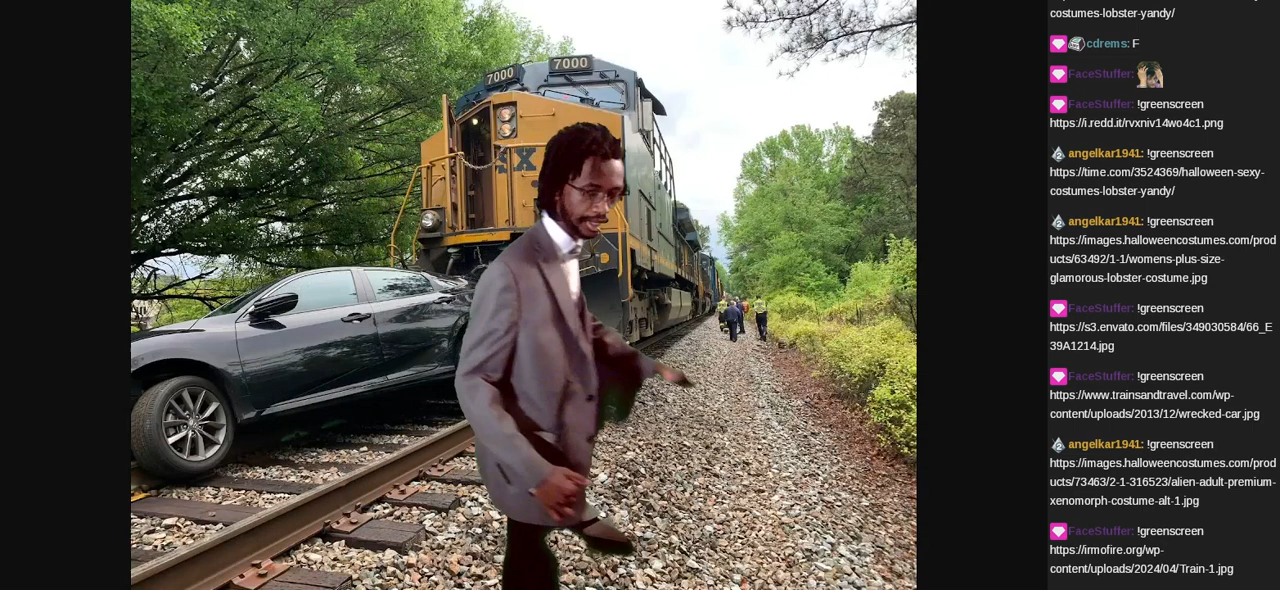 7000
7000
X
costumes-lobster-yandy/
cdrems: F
FaceStuffer:
FaceStuffer: !greenscreen
https://i.redd.it/rvxniv14wo4c1.png
angelkar1941: !greenscreen
https://time.com/3524369/halloween-sexy-
costumes-lobster-yandy/
angelkar1941: !greenscreen
https://images.halloweencostumes.com/prod
ucts/63492/1-1/womens-plus-size-
glamorous-lobster-costume.jpg
FaceStuffer: !greenscreen
https://s3.envato.com/files/349030584/66_E
39A1214.jpg
FaceStuffer: !greenscreen
https://www.trainsandtravel.com/wp-
content/uploads/2013/12/wrecked-car.jpg
angelkar1941: !greenscreen
https://images.halloweencostumes.com/prod
ucts/73463/2-1-316523/alien-adult-premium-
xenomorph-costume-alt-1.jpg
FaceStuffer: !greenscreen
https://irmofire.org/wp-
content/uploads/2024/04/Train-1.jpg